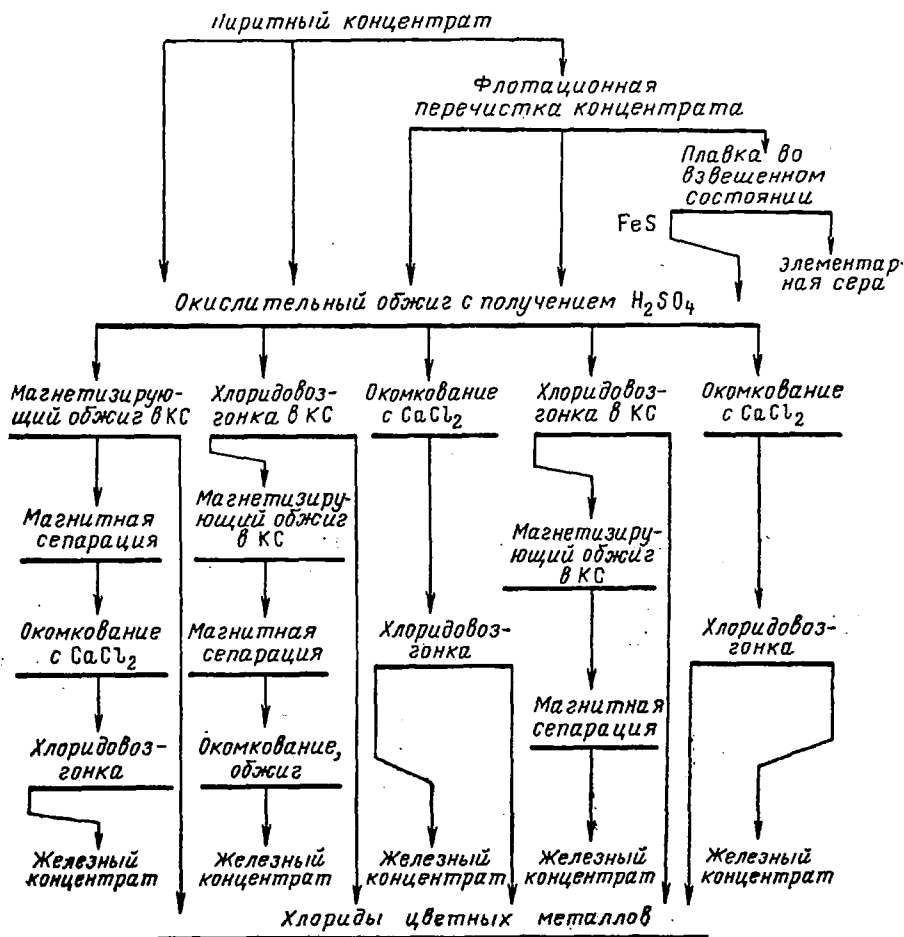 Пиритный концентрат
Флотационная
перечистка концентрата
Плавка во
взвешенном
состоянии
FeS
Элементар-
ная сера
Окислительный обжиг с получением H₂SO₄
Магнетизирую-
щий обжиг в КС
Магнитная
сепарация
Окомкование
с CaCl₂
Хлоридовоз-
гонка
Железный
концентрат
Хлоридовоз-
гонка в КС
Магнетизиру-
ющий обжиг
в КС
Магнитная
сепарация
Окомкование,
обжиг
Железный
концентрат
Окомкование
с CaCl₂
Хлоридовоз-
гонка
Железный
концентрат
Хлоридовоз-
гонка в КС
Магнетизиру-
ющий обжиг
в КС
Магнитная
сепарация
Железный
концентрат
Окомкование
с CaCl₂
Хлоридовоз-
гонка
Железный
концентрат
Хлориды цветных металлов